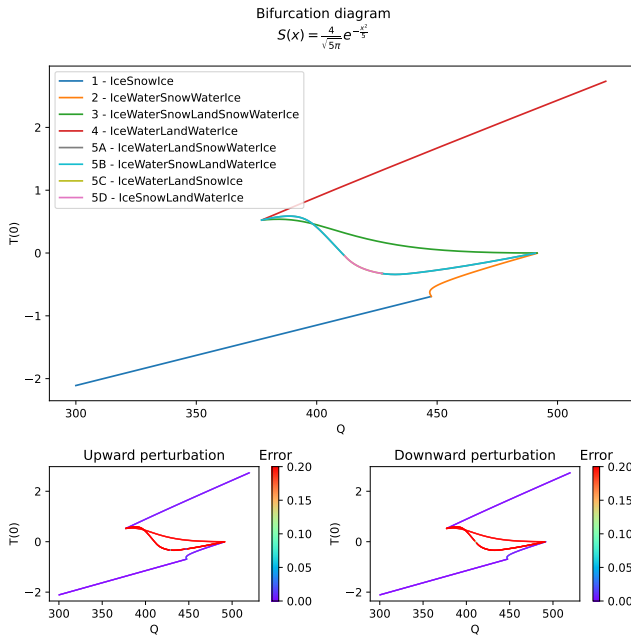 Bifurcation diagram
S(x) = 4/√5π e^(-x²/5)
T(0)
2
1
0
−1
−2
1 - IceSnowIce
2 - IceWaterSnowWaterIce
3 - IceWaterSnowLandSnowWaterIce
4 - IceWaterLandWaterIce
5A - IceWaterLandSnowWaterIce
5B - IceWaterSnowLandWaterIce
5C - IceWaterLandSnowIce
5D - IceSnowLandWaterIce
300 350 400 450 500
Q
Upward perturbation Error
T(0)
2
0
−2
300 350 400 450 500
Q
0.20
0.15
0.10
0.05
0.00
Downward perturbation Error
T(0)
2
0
−2
300 350 400 450 500
Q
0.20
0.15
0.10
0.05
0.00